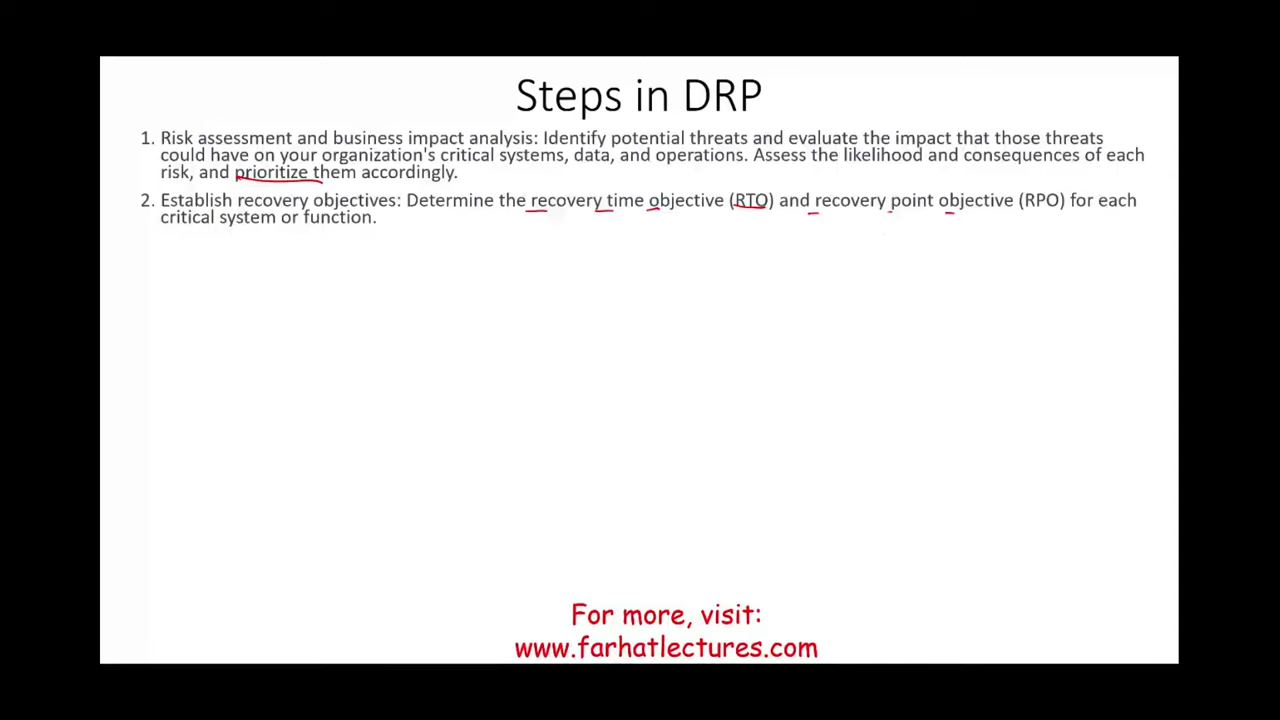 Steps in DRP
1. Risk assessment and business impact analysis: Identify potential threats and evaluate the impact that those threats
could have on your organization's critical systems, data, and operations. Assess the likelihood and consequences of each
risk, and prioritize them accordingly.
2. Establish recovery objectives: Determine the recovery time objective (RTO) and recovery point objective (RPO) for each
critical system or function.
For more, visit:
www.farhatlectures.com